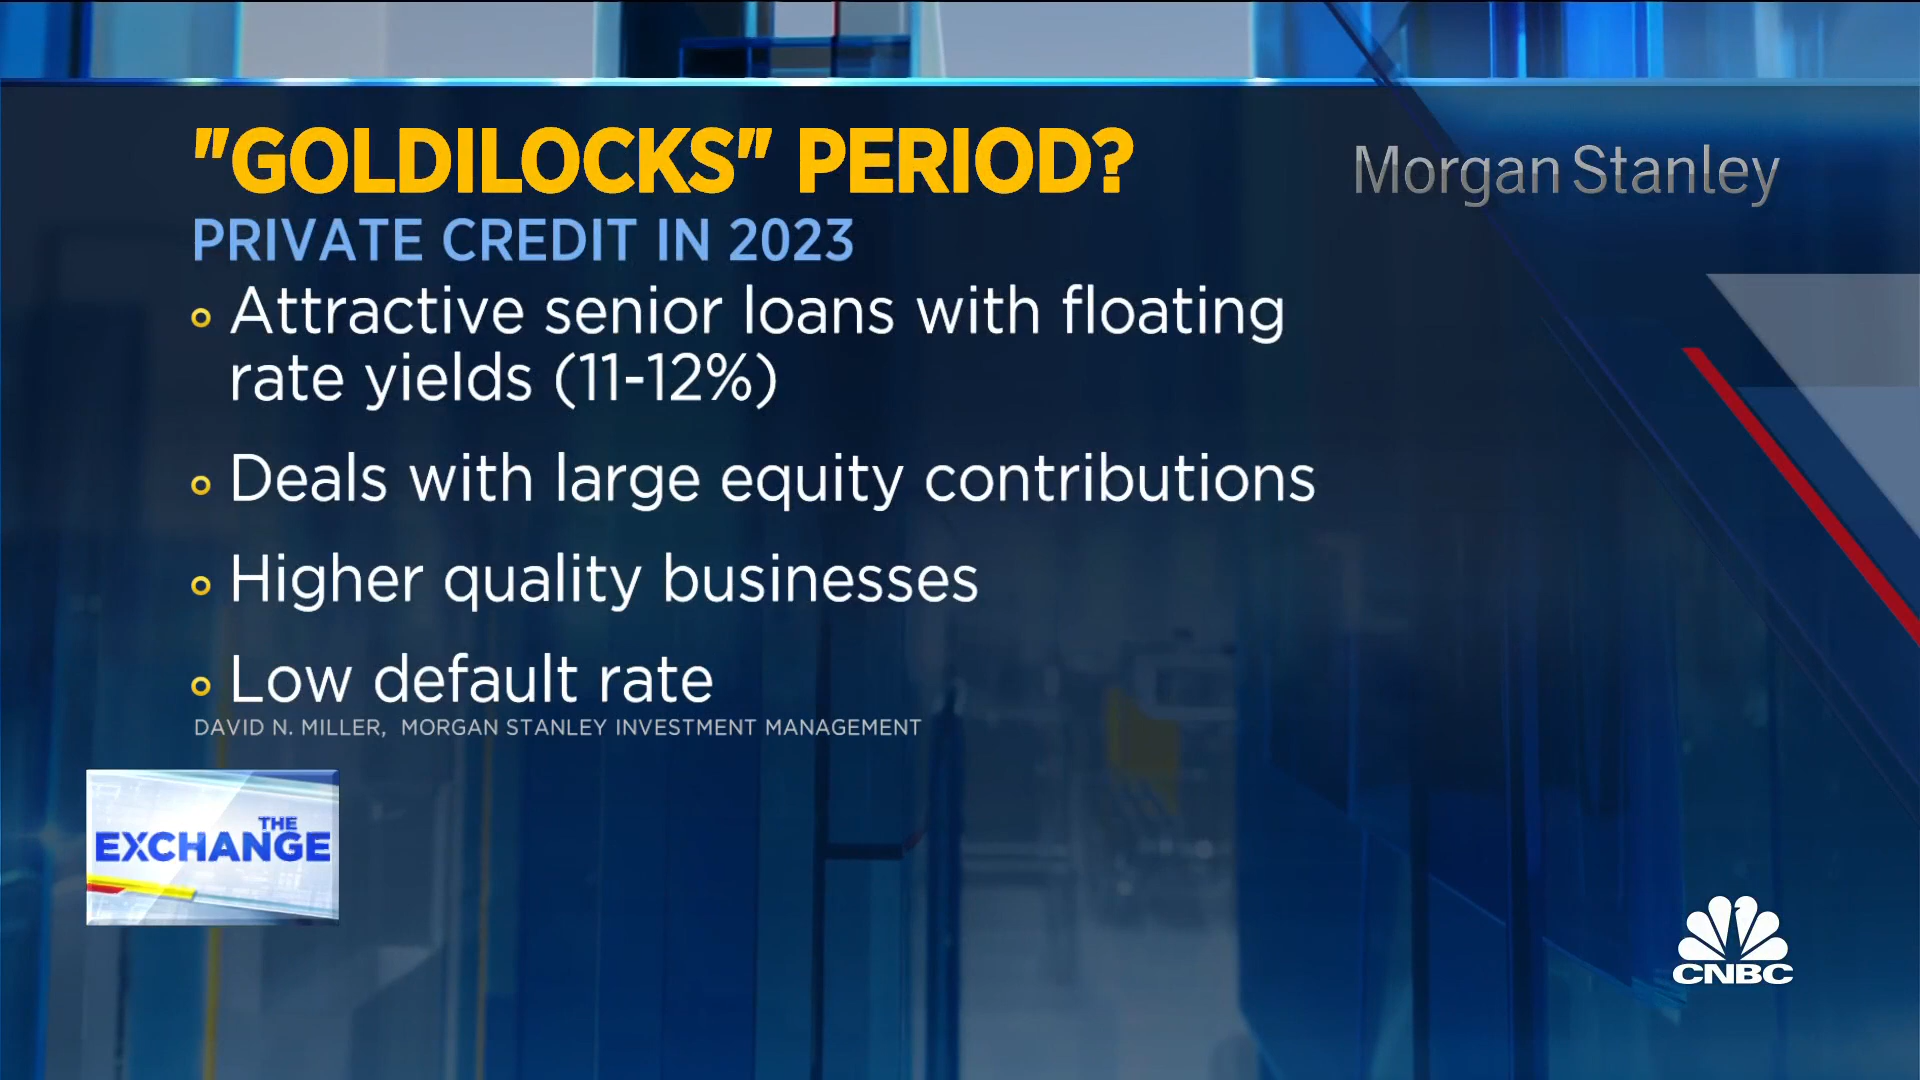 "GOLDILOCKS" PERIOD?
Morgan Stanley
PRIVATE CREDIT IN 2023
Attractive senior loans with floating
rate yields (11-12%)
Deals with large equity contributions
Higher quality businesses
Low default rate
DAVID N. MILLER, MORGAN STANLEY INVESTMENT MANAGEMENT
THE
EXCHANGE
CNBC